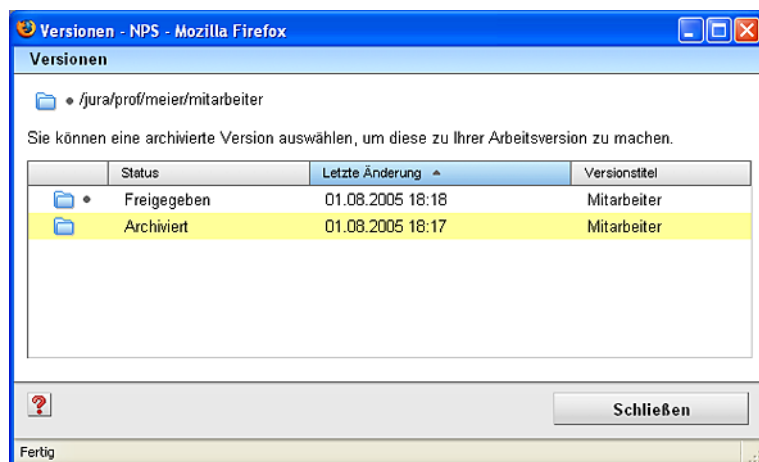 Versionen - NPS - Mozilla Firefox
Versionen
/jura/prof/meier/mitarbeiter
Sie können eine archivierte Version auswählen, um diese zu Ihrer Arbeitsversion zu machen.
Status Letzte Änderung Versionstitel
Freigegeben 01.08.2005 18:18 Mitarbeiter
Archiviert 01.08.2005 18:17 Mitarbeiter
?
Schließen
Fertig